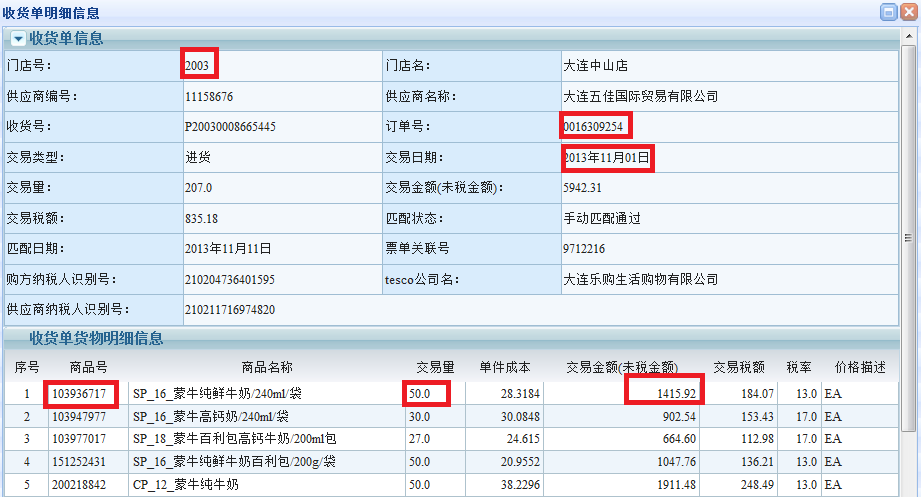 收货单明细信息
收货单信息
门店号： 2003 门店名： 大连中山店
供应商编号： 11158676 供应商名称： 大连五佳国际贸易有限公司
收货号： P20030008665445 订单号： 0016309254
交易类型： 进货 交易日期： 2013年11月01日
交易量： 207.0 交易金额(未税金额)： 5942.31
交易税额： 835.18 匹配状态： 手动匹配通过
匹配日期： 2013年11月11日 票单关联号 9712216
购方纳税人识别号： 210204736401595 tesco公司名： 大连乐购生活购物有限公司
供应商纳税人识别号： 210211716974820
收货单货物明细信息
序号 商品号 商品名称 交易量 单件成本 交易金额(未税金额) 交易税额 税率 价格描述
1 103936717 SP_16_蒙牛纯鲜牛奶/240ml/袋 50.0 28.3184 1415.92 184.07 13.0 EA
2 103947977 SP_16_蒙牛高钙奶/240ml/袋 30.0 30.0848 902.54 153.43 17.0 EA
3 103977017 SP_18_蒙牛百利包高钙牛奶/200ml包 27.0 24.615 664.60 112.98 17.0 EA
4 151252431 SP_16_蒙牛纯鲜牛奶百利包/200g/袋 50.0 20.9552 1047.76 136.21 13.0 EA
5 200218842 CP_12_蒙牛纯牛奶 50.0 38.2296 1911.48 248.49 13.0 EA